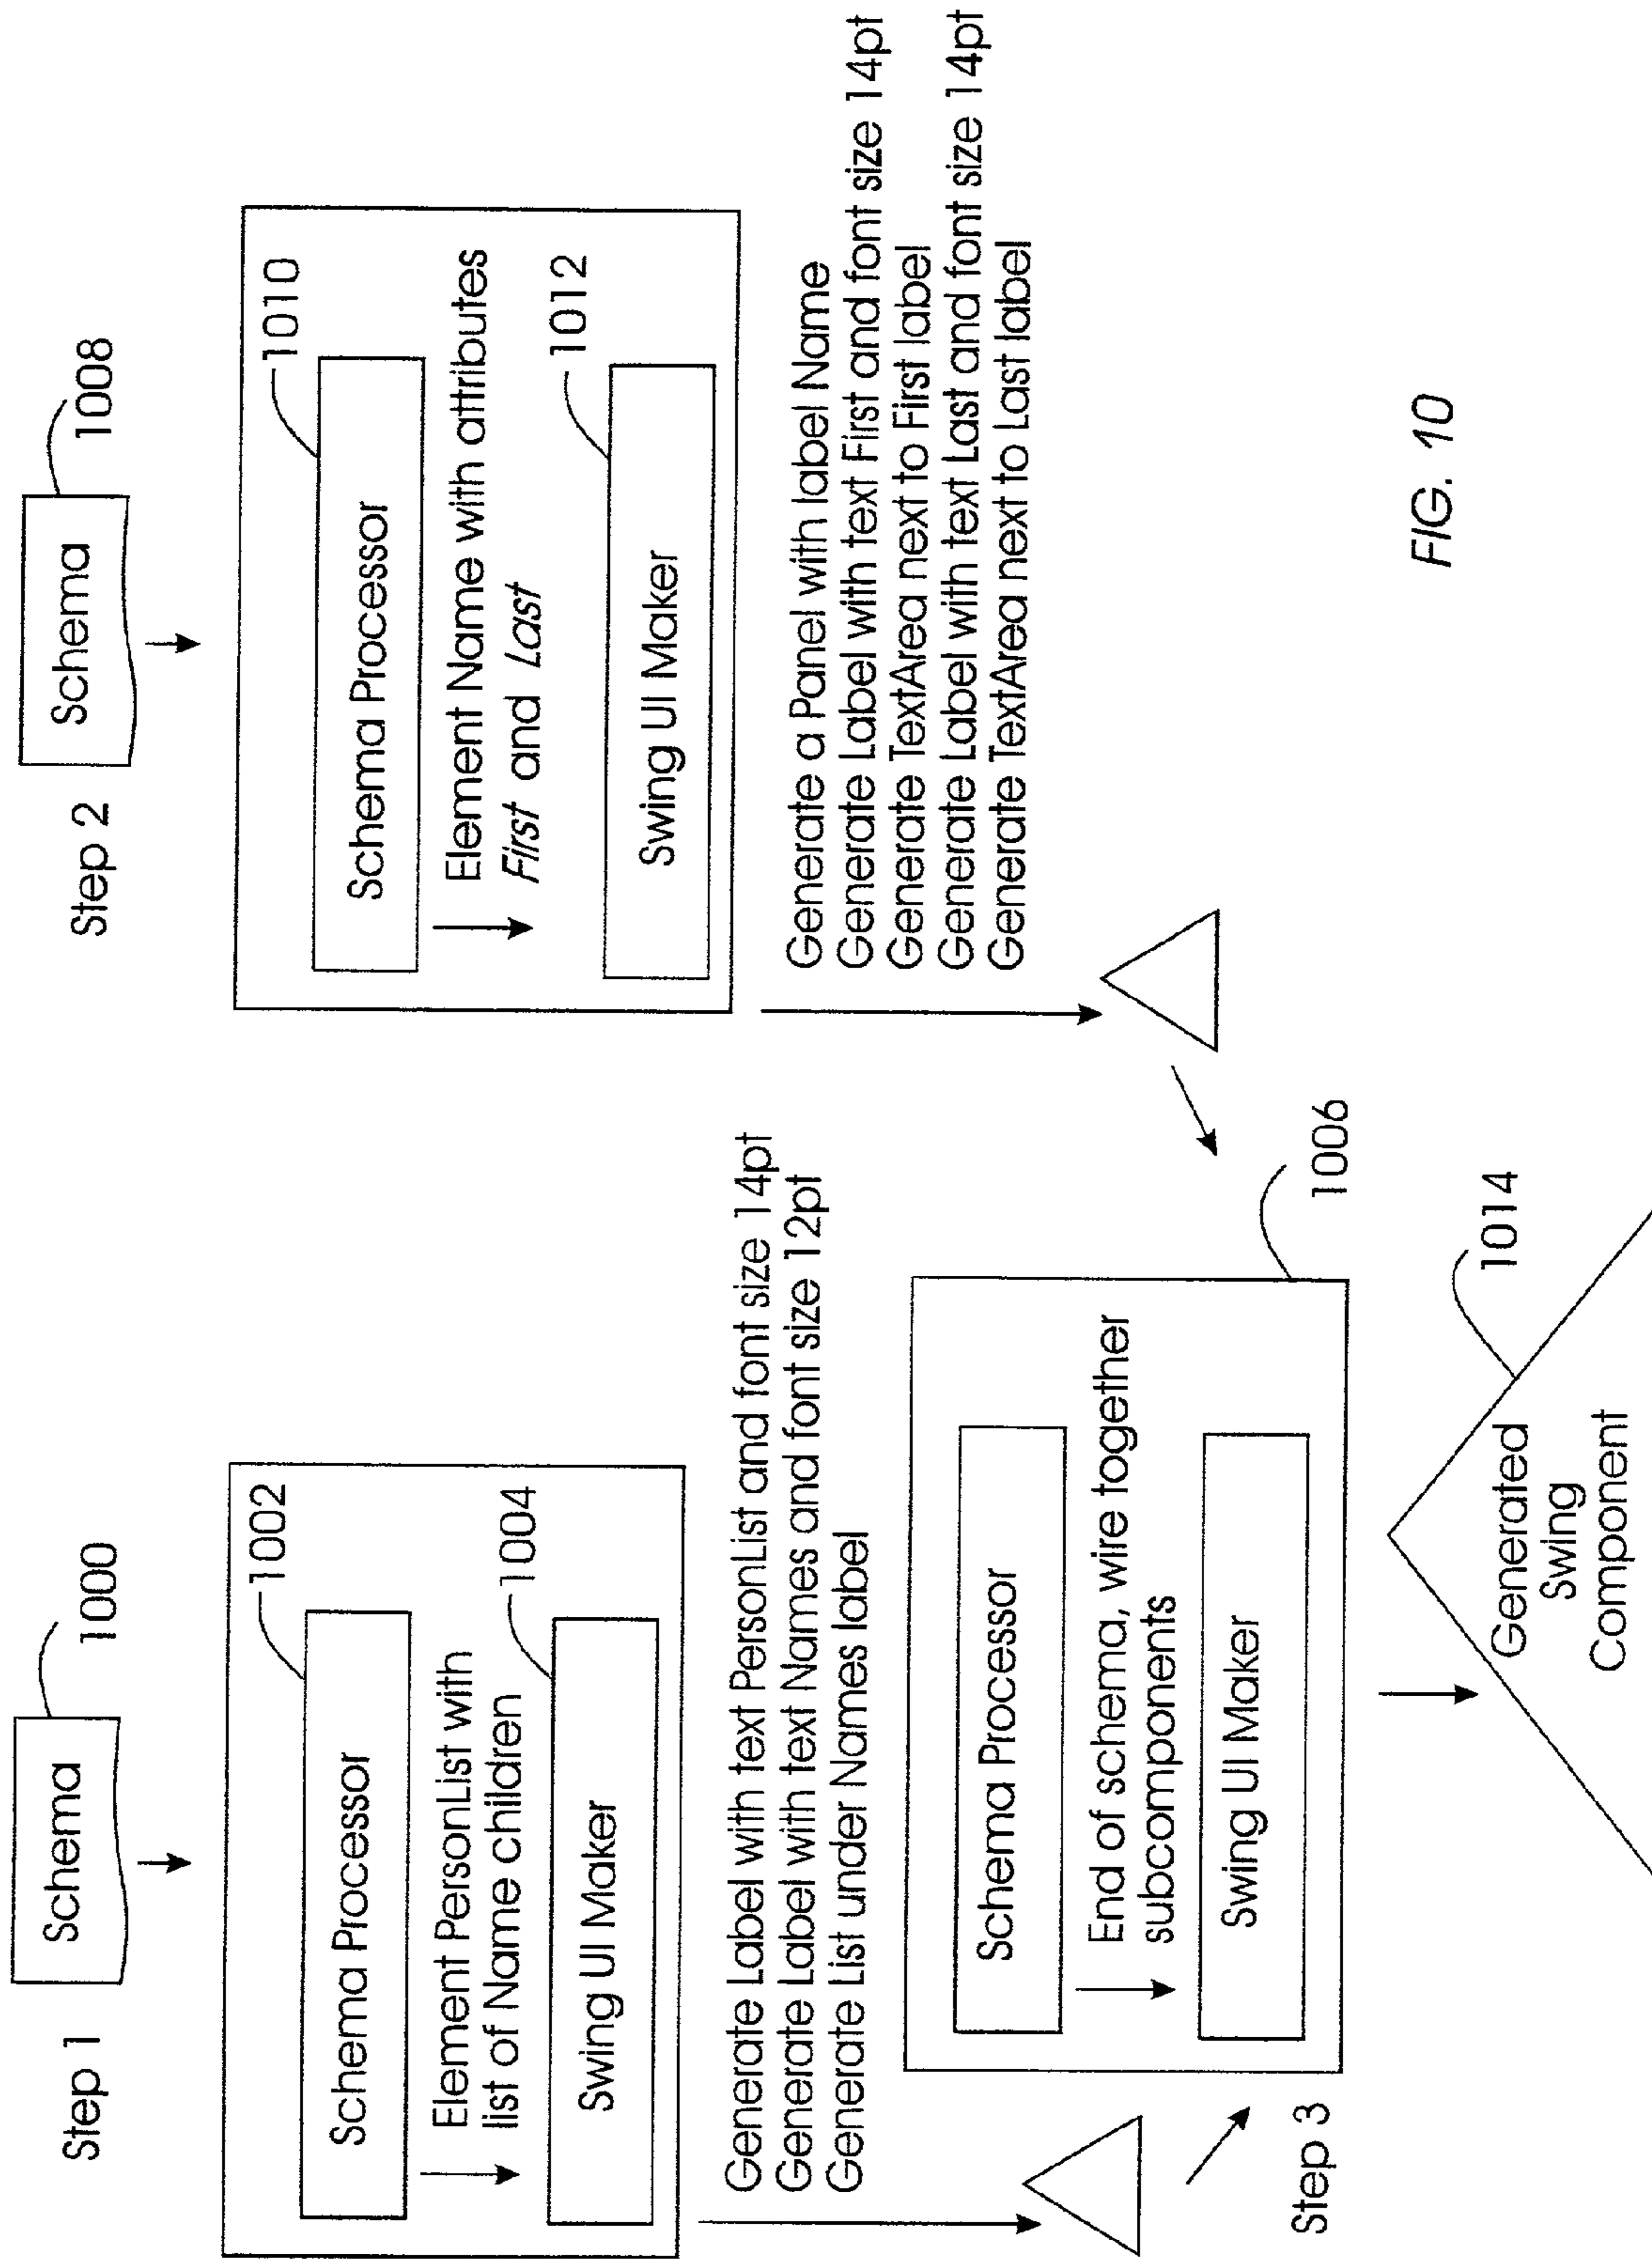 Step 1
Schema
1000
1002
Schema Processor
Element PersonList with
list of Name children
1004
Swing UI Maker
Generate Label with text PersonList and font size 14pt
Generate Label with text Names and font size 12pt
Generate List under Names label
Step 2
Schema
1008
1010
Schema Processor
Element Name with attributes
First and Last
1012
Swing UI Maker
Generate a Panel with label Name
Generate Label with text First and font size 14pt
Generate TextArea next to First label
Generate Label with text Last and font size 14pt
Generate TextArea next to Last label
Step 3
1006
Schema Processor
End of schema, wire together
subcomponents
Swing UI Maker
1014
Generated
Swing
Component
FIG. 10